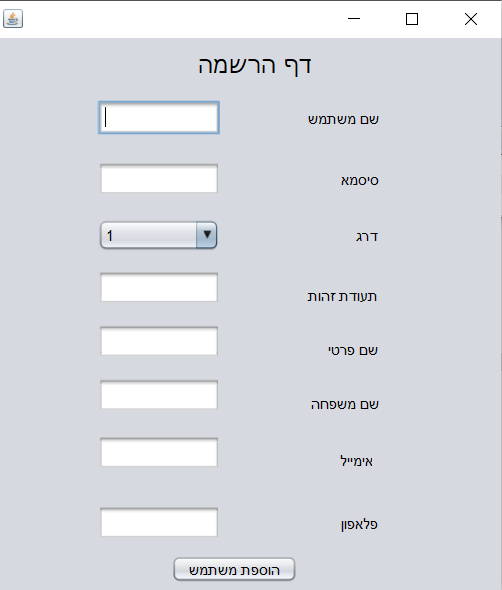 דף הרשמה
שם משתמש
סיסמא
דרג
1
תעודת זהות
שם פרטי
שם משפחה
אימייל
פלאפון
הוספת משתמש